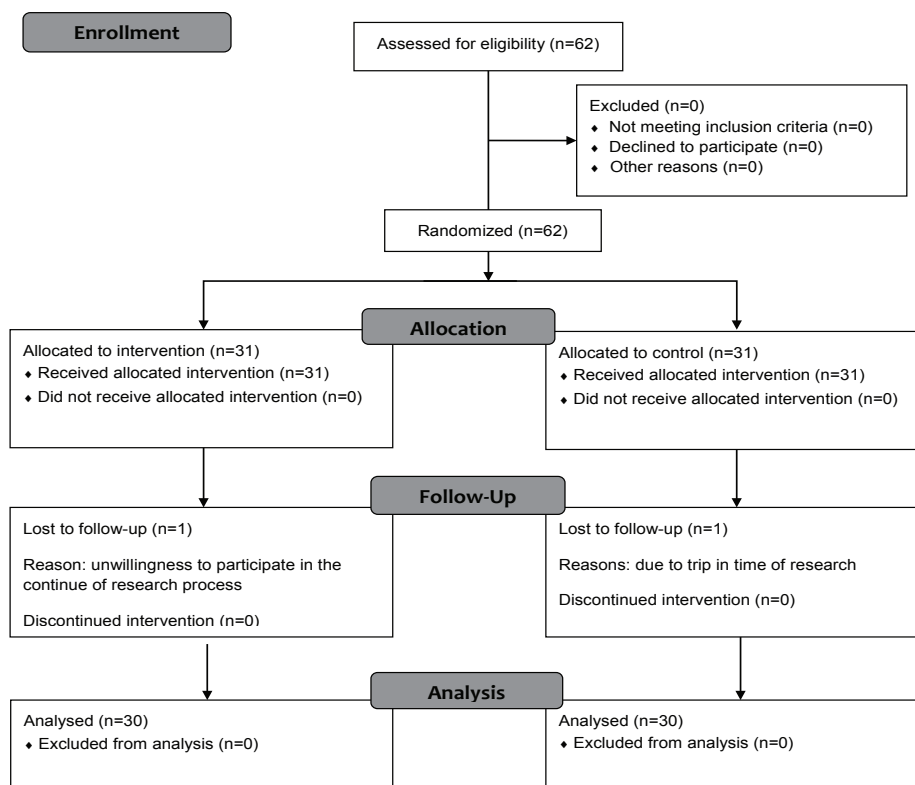 Enrollment
Assessed for eligibility (n=62)
Excluded (n=0)
♦ Not meeting inclusion criteria (n=0)
♦ Declined to participate (n=0)
♦ Other reasons (n=0)
Randomized (n=62)
Allocation
Allocated to intervention (n=31)
♦ Received allocated intervention (n=31)
♦ Did not receive allocated intervention (n=0)
Allocated to control (n=31)
♦ Received allocated intervention (n=31)
♦ Did not receive allocated intervention (n=0)
Follow-Up
Lost to follow-up (n=1)
Reason: unwillingness to participate in the
continue of research process
Discontinued intervention (n=0)
Lost to follow-up (n=1)
Reasons: due to trip in time of research
Discontinued intervention (n=0)
Analysis
Analysed (n=30)
♦ Excluded from analysis (n=0)
Analysed (n=30)
♦ Excluded from analysis (n=0)